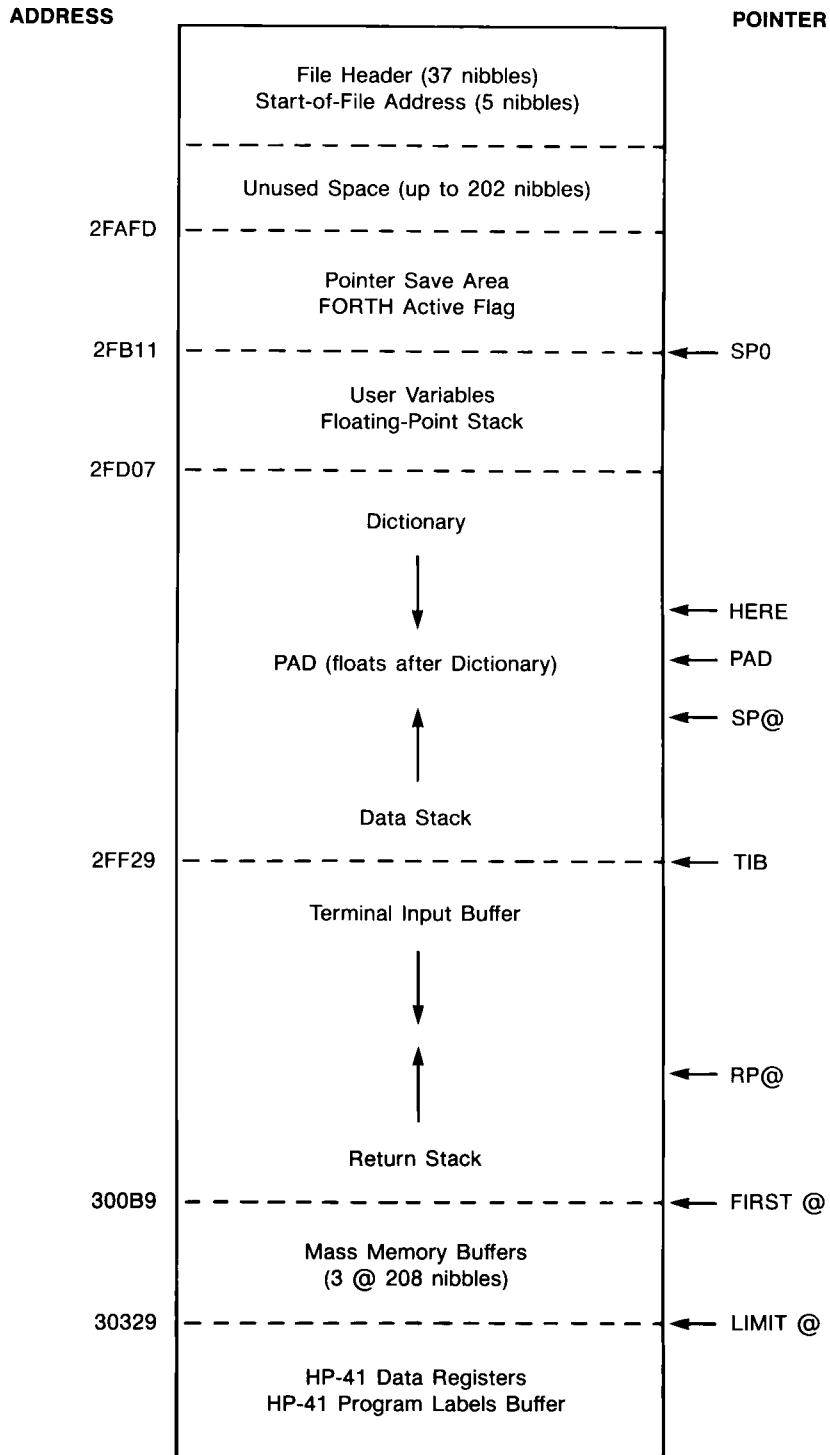 ADDRESS
POINTER
File Header (37 nibbles)
Start-of-File Address (5 nibbles)
Unused Space (up to 202 nibbles)
2FAFD
Pointer Save Area
FORTH Active Flag
2FB11
SP0
User Variables
Floating-Point Stack
2FD07
Dictionary
HERE
PAD (floats after Dictionary)
PAD
SP@
Data Stack
2FF29
TIB
Terminal Input Buffer
RP@
Return Stack
300B9
FIRST @
Mass Memory Buffers
(3 @ 208 nibbles)
30329
LIMIT @
HP-41 Data Registers
HP-41 Program Labels Buffer